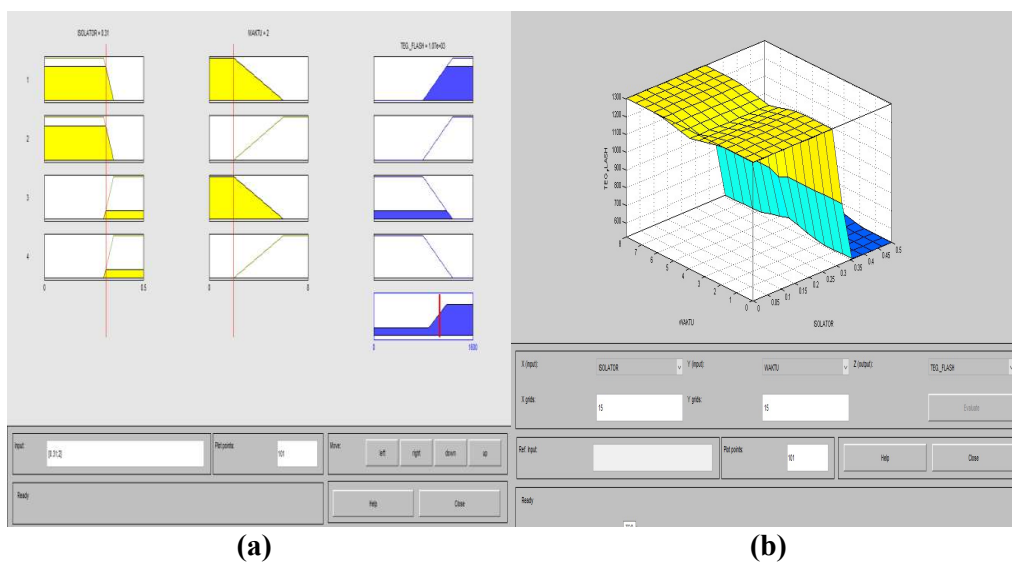 ISOLATOR = 0.31
WAKTU = 2
TEG_FLASH = 1.07e+03
1
2
3
4
0
0.5
0
8
0
1600
Input:
[0.31;2]
Plot points:
101
Move:
left
right
down
up
Ready
Help
Close
(a)
1300
1200
1100
1000
900
800
700
600
TEG_FLASH
8
7
6
5
4
3
2
1
0
0
0.05
0.1
0.15
0.2
0.25
0.3
0.35
0.4
0.45
0.5
WAKTU
ISOLATOR
X (input):
ISOLATOR
Y (input):
WAKTU
Z (output):
TEG_FLASH
X grids:
15
Y grids:
15
Evaluate
Ref. Input:
Plot points:
101
Help
Close
Ready
(b)